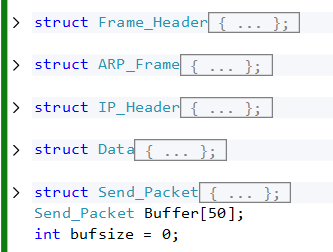 struct Frame_Header{ ... };
struct ARP_Frame{ ... };
struct IP_Header{ ... };
struct Data{ ... };
struct Send_Packet{ ... };
Send_Packet Buffer[50];
int bufsize = 0;